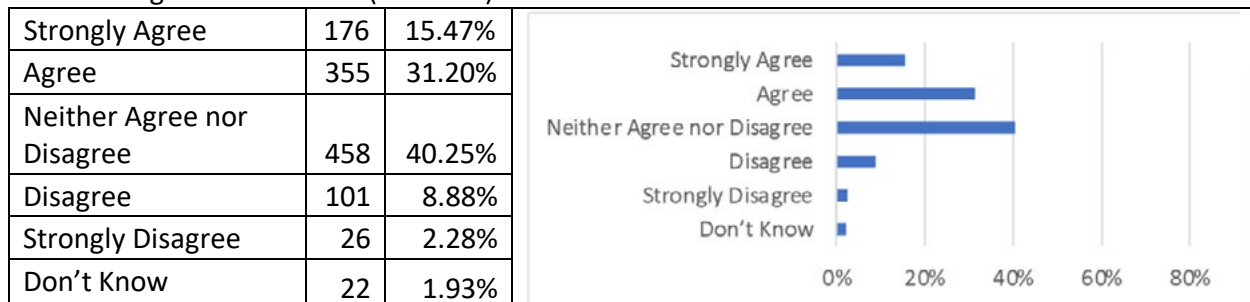 Strongly Agree 176 15.47%
Agree 355 31.20%
Neither Agree nor
Disagree 458 40.25%
Disagree 101 8.88%
Strongly Disagree 26 2.28%
Don't Know 22 1.93%
Strongly Agree
Agree
Neither Agree nor Disagree
Disagree
Strongly Disagree
Don't Know
0% 20% 40% 60% 80%